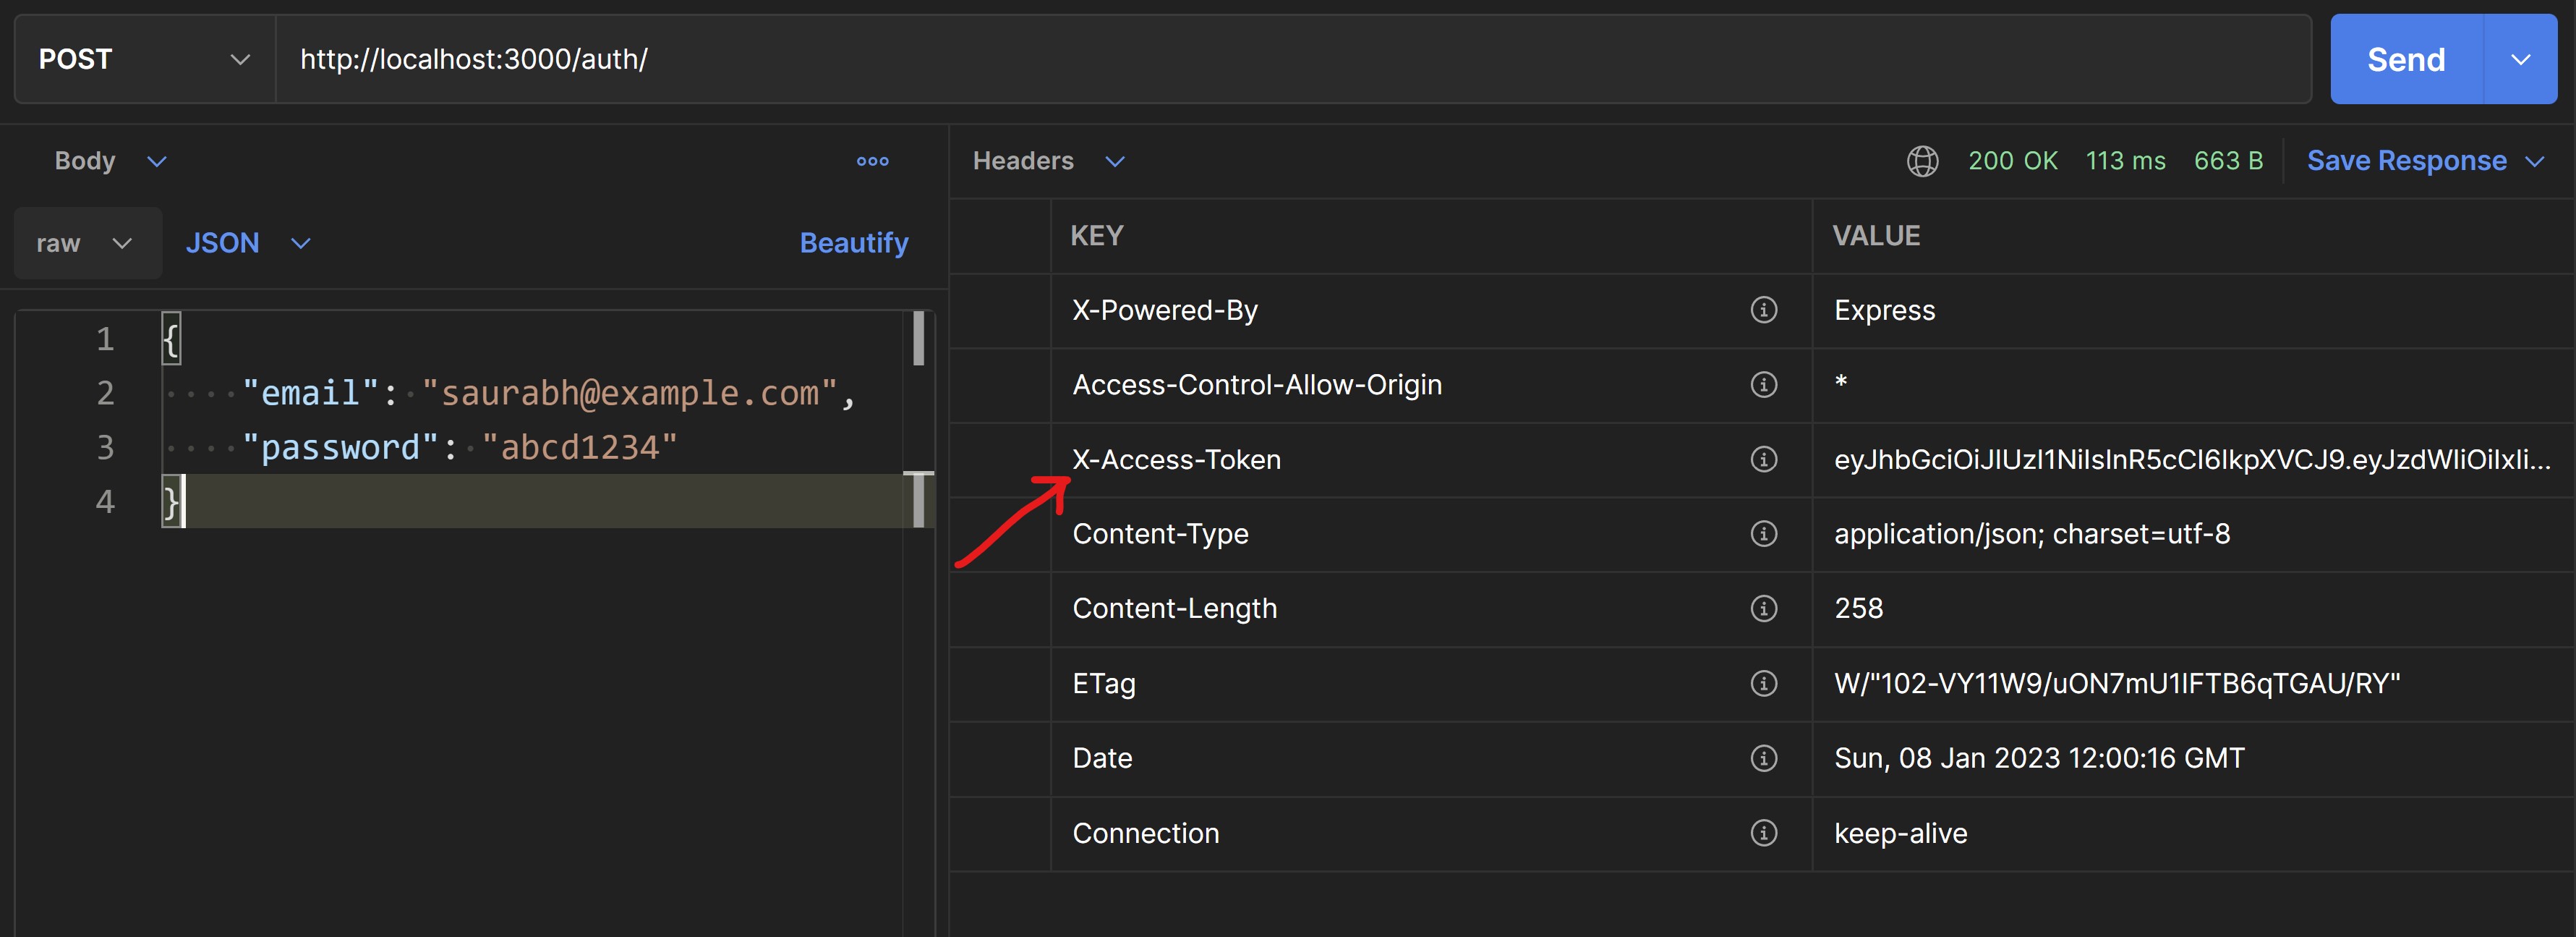 POST http://localhost:3000/auth/ Send
Body
raw JSON Beautify
1 {
2 "email": "saurabh@example.com",
3 "password": "abcd1234"
4 }
Headers 200 OK 113 ms 663 B Save Response
KEY VALUE
X-Powered-By Express
Access-Control-Allow-Origin *
X-Access-Token eyJhbGciOiJIUzI1NiIsInR5cCI6IkpXVCJ9.eyJzdWIiOiIxIi...
Content-Type application/json; charset=utf-8
Content-Length 258
ETag W/"102-VY11W9/uON7mU1IFTB6qTGAU/RY"
Date Sun, 08 Jan 2023 12:00:16 GMT
Connection keep-alive